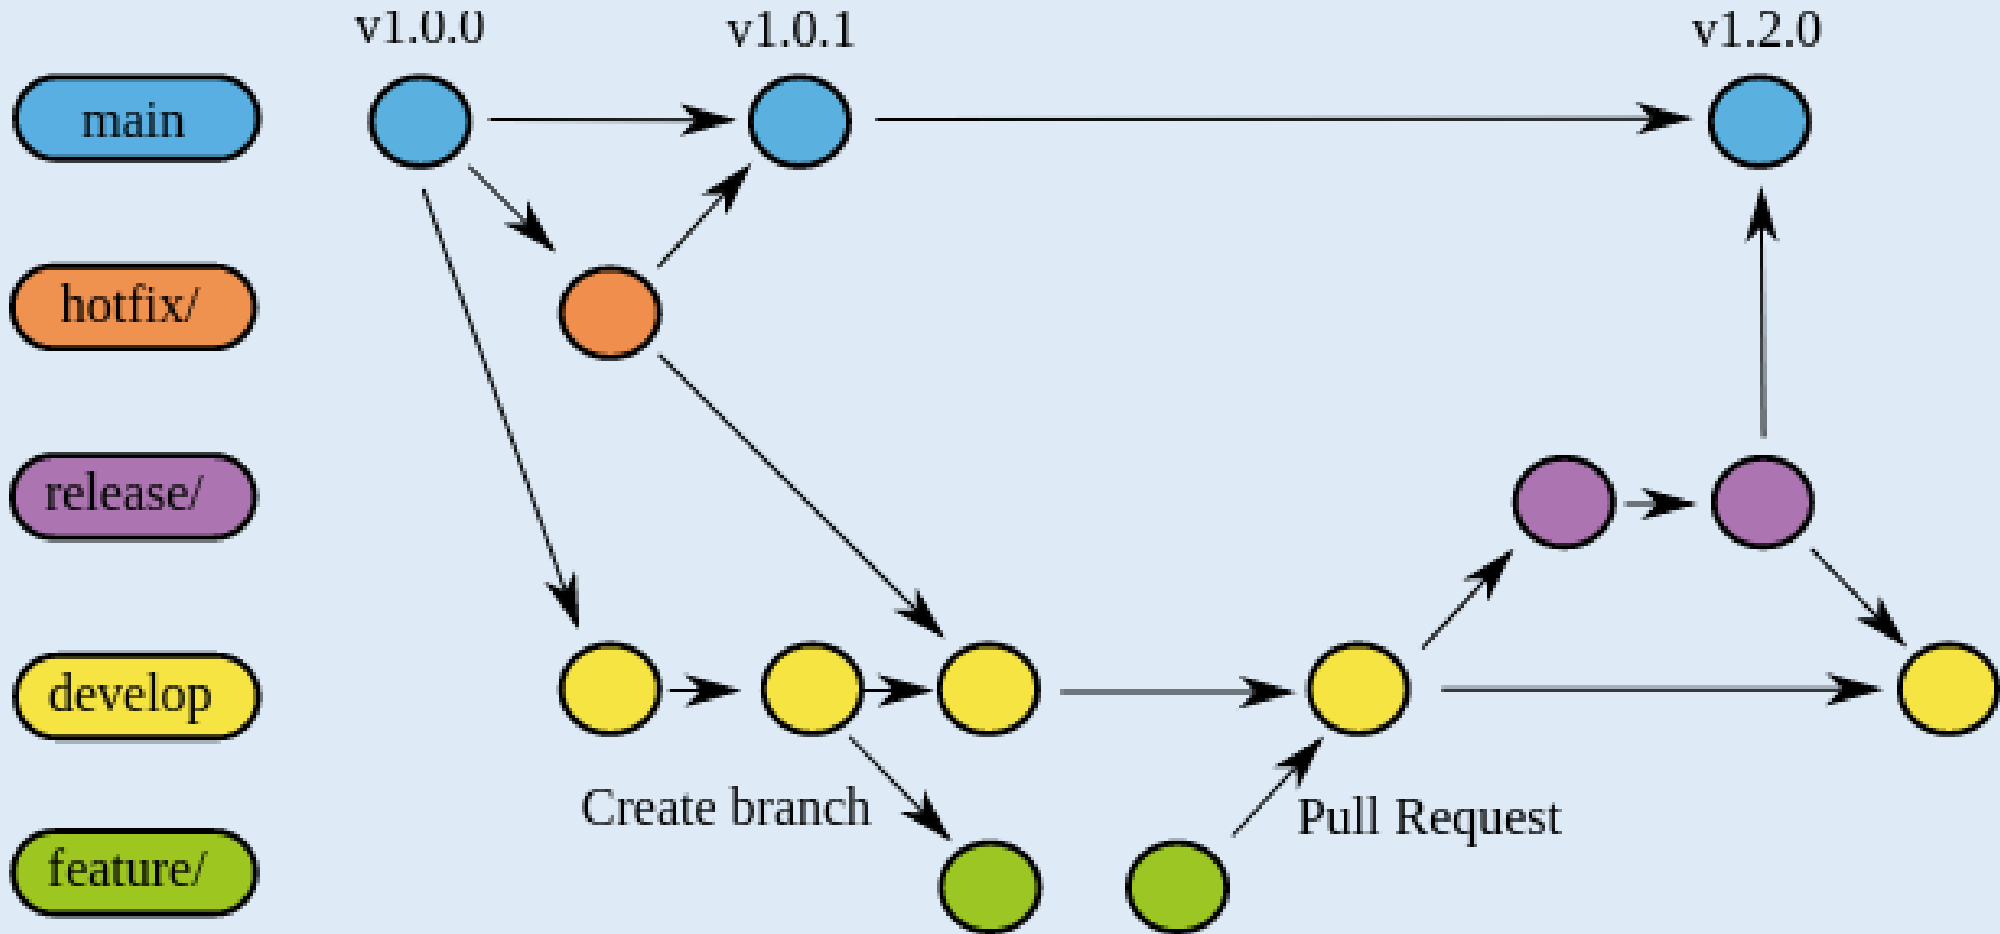 v1.0.0
v1.0.1
v1.2.0
main
hotfix/
release/
develop
Create branch
Pull Request
feature/